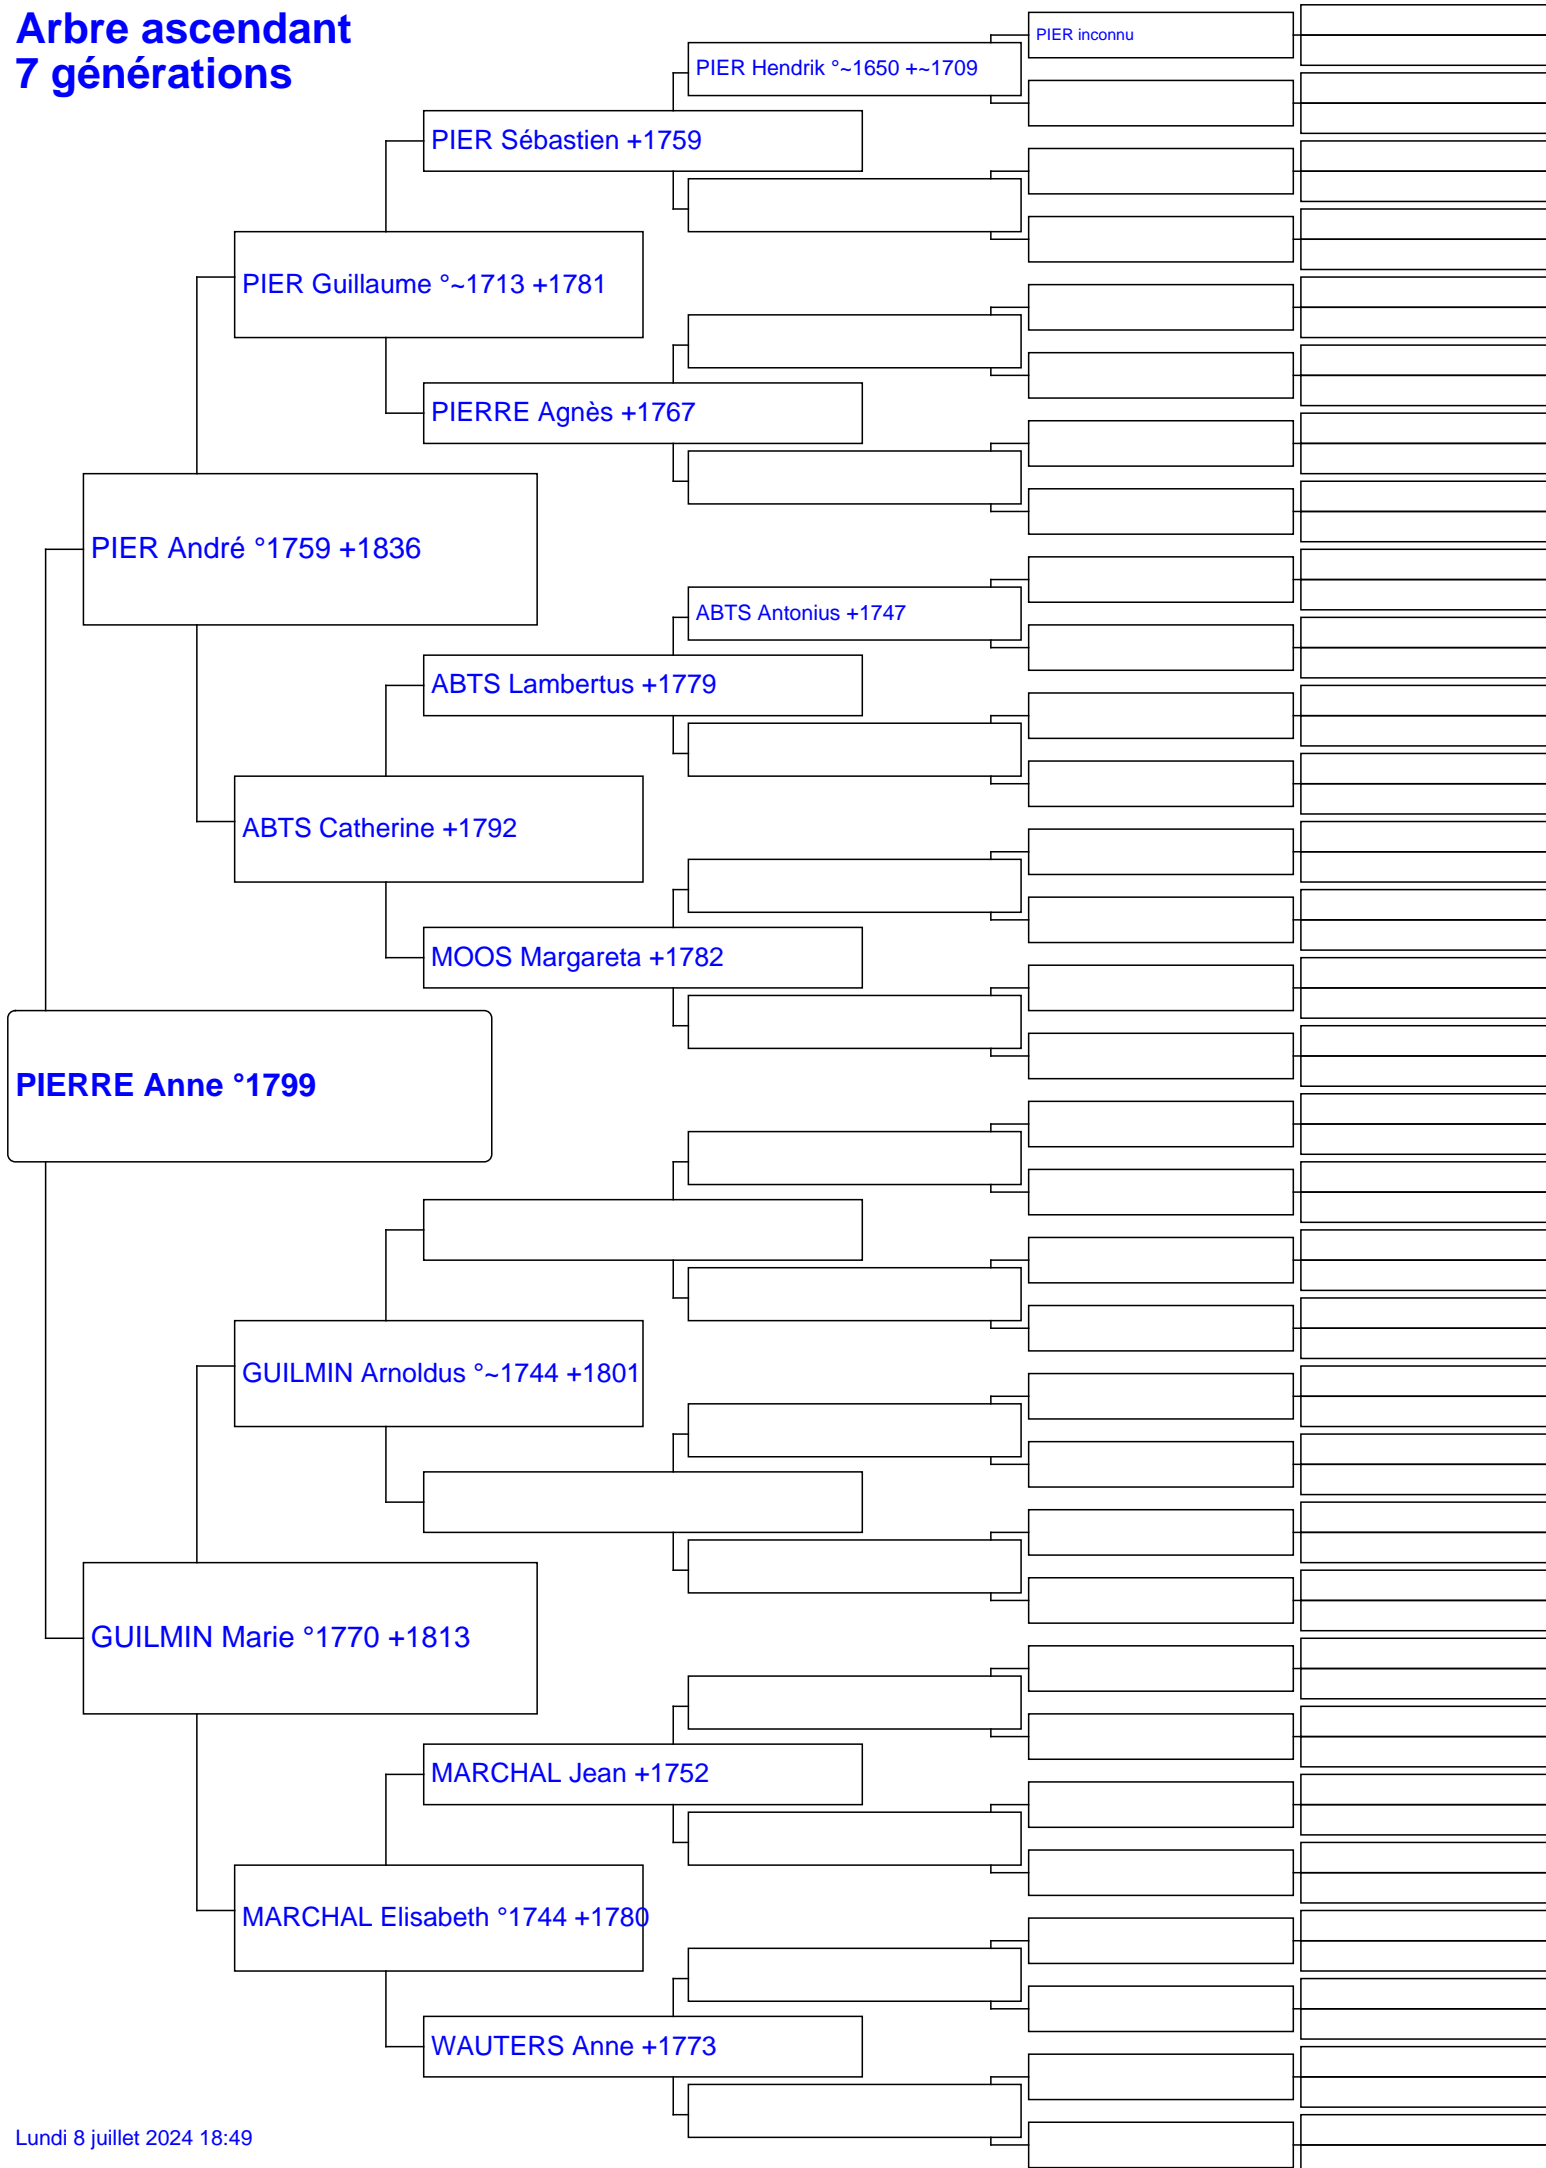 Arbre ascendant
7 générations
PIER inconnu
PIER Hendrik °~1650 +~1709
PIER Sébastien +1759
PIER Guillaume °~1713 +1781
PIERRE Agnès +1767
PIER André °1759 +1836
ABTS Antonius +1747
ABTS Lambertus +1779
ABTS Catherine +1792
MOOS Margareta +1782
PIERRE Anne °1799
GUILMIN Arnoldus °~1744 +1801
GUILMIN Marie °1770 +1813
MARCHAL Jean +1752
MARCHAL Elisabeth °1744 +1780
WAUTERS Anne +1773
Lundi 8 juillet 2024 18:49